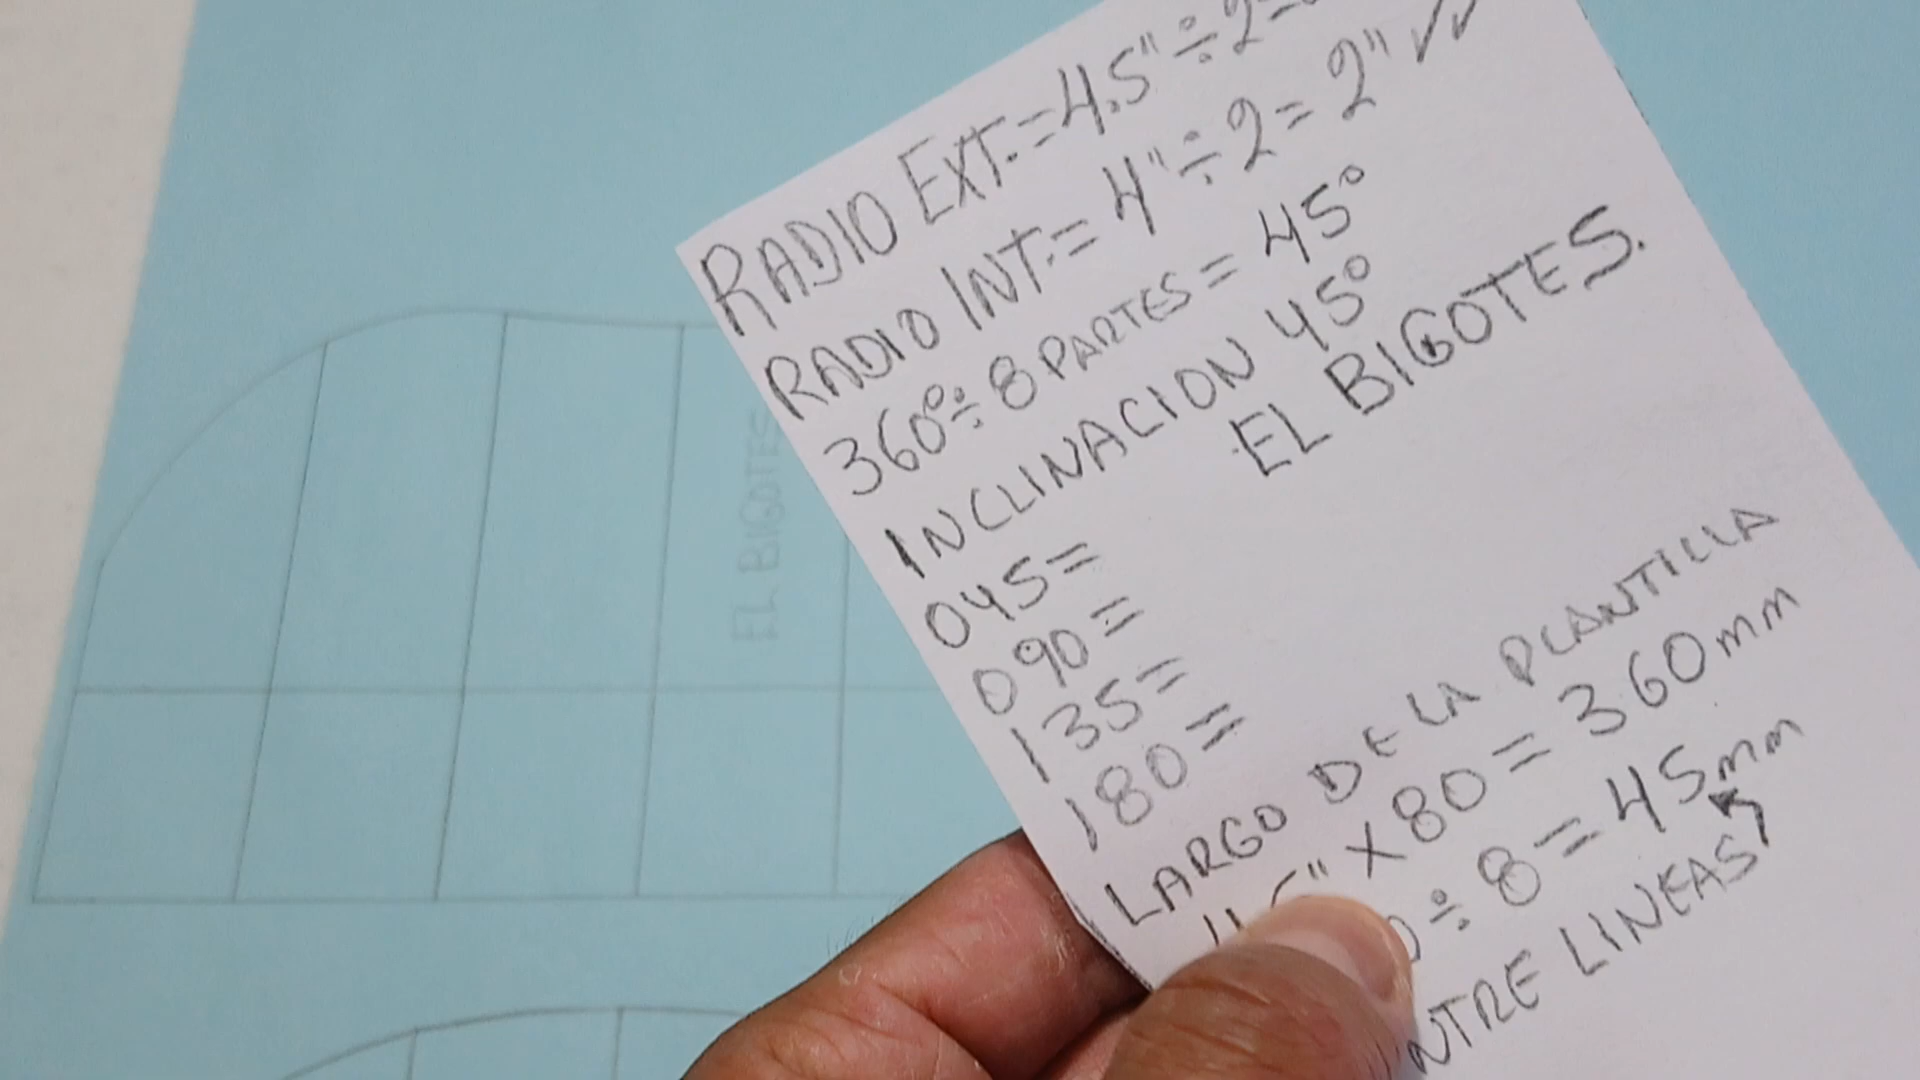 RADIO EXT.=4.5"÷2=
RADIO INT.=4"÷2=2"
360°÷8 PARTES=45°
INCLINACION 45°
EL BIGOTES.
045=
090=
135=
180=
LARGO DE LA PLANTILLA
X80=360mm
÷8=45mm
NTRE LINEAS
EL BIGOTES